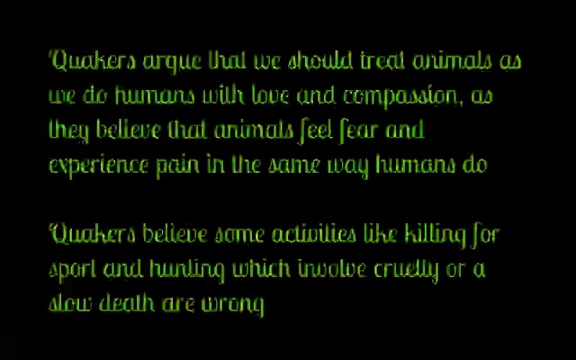 'Quakers argue that we should treat animals as
we do humans with love and compassion, as
they believe that animals feel fear and
experience pain in the same way humans do
'Quakers believe some activities like killing for
sport and hunting which involve cruelty or a
slow death are wrong